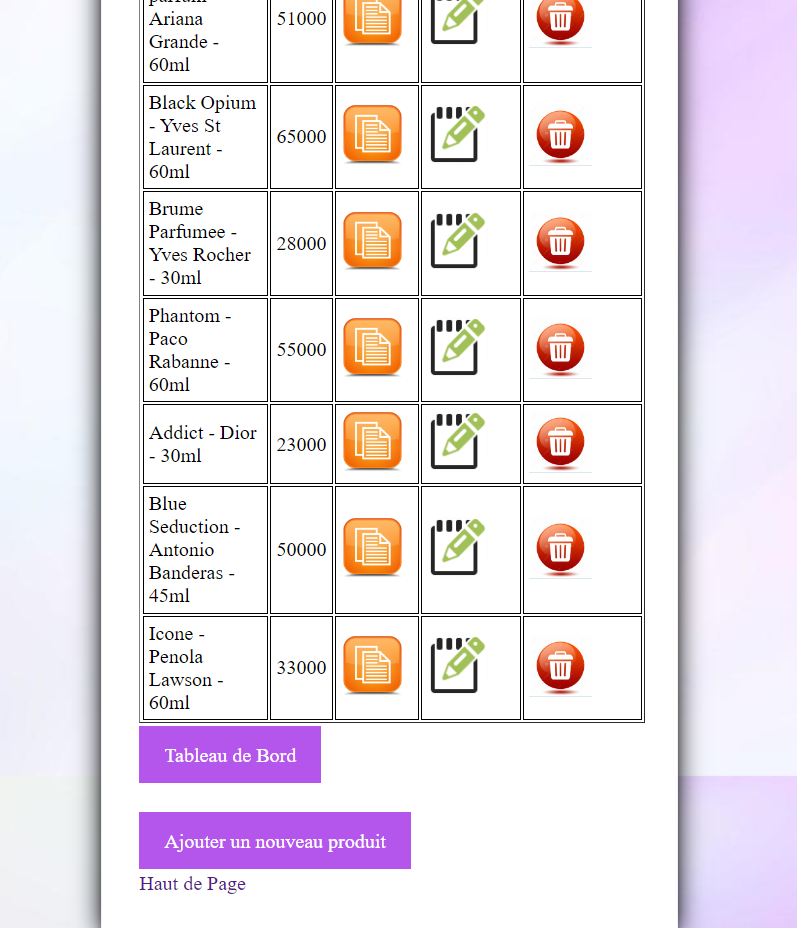 parfum
Ariana
51000
Grande -
60ml
Black Opium
- Yves St
65000
Laurent -
60ml
Brume
Parfumee -
28000
Yves Rocher
- 30ml
Phantom -
Paco
55000
Rabanne -
60ml
Addict - Dior
23000
- 30ml
Blue
Seduction -
50000
Antonio
Banderas -
45ml
Icone -
Penola
33000
Lawson -
60ml
Tableau de Bord
Ajouter un nouveau produit
Haut de Page